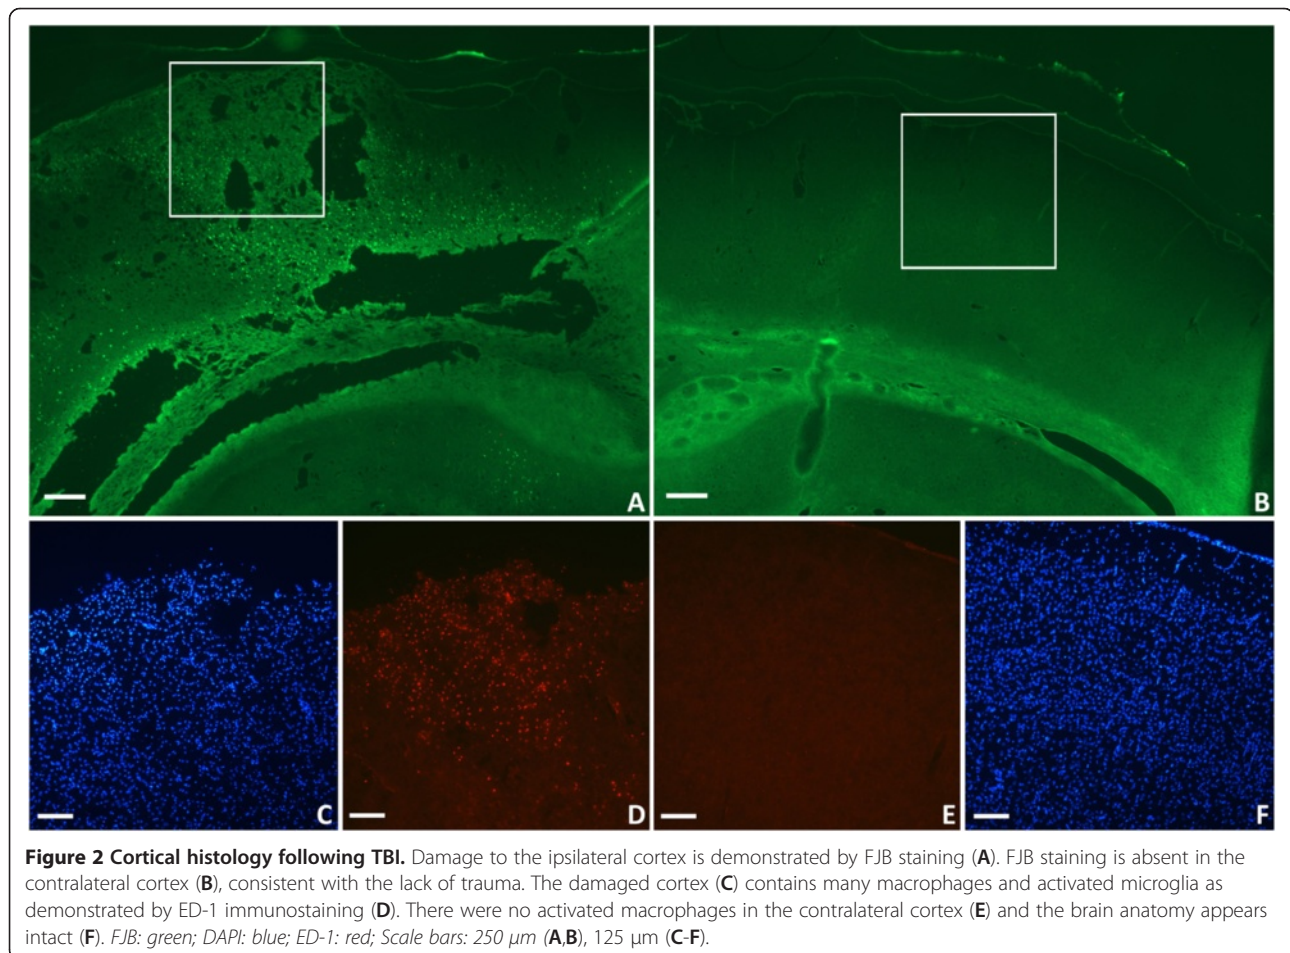 A
B
C
D
E
F
Figure 2 Cortical histology following TBI. Damage to the ipsilateral cortex is demonstrated by FJB staining (A). FJB staining is absent in the
contralateral cortex (B), consistent with the lack of trauma. The damaged cortex (C) contains many macrophages and activated microglia as
demonstrated by ED-1 immunostaining (D). There were no activated macrophages in the contralateral cortex (E) and the brain anatomy appears
intact (F). FJB: green; DAPI: blue; ED-1: red; Scale bars: 250 μm (A,B), 125 μm (C-F).